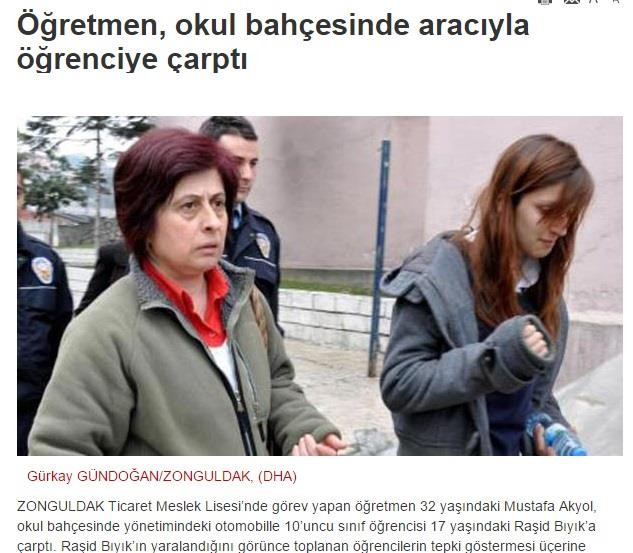 Öğretmen, okul bahçesinde aracıyla
öğrenciye çarptı
Gürkay GÜNDOĞAN/ZONGULDAK, (DHA)
ZONGULDAK Ticaret Meslek Lisesi’nde görev yapan öğretmen 32 yaşındaki Mustafa Akyol,
okul bahçesinde yönetimindeki otomobille 10’uncu sınıf öğrencisi 17 yaşındaki Raşid Bıyık’a
çarptı. Raşid Bıyık’ın yaralandığını görünce toplanan öğrencilerin tepki göstermesi üzerine